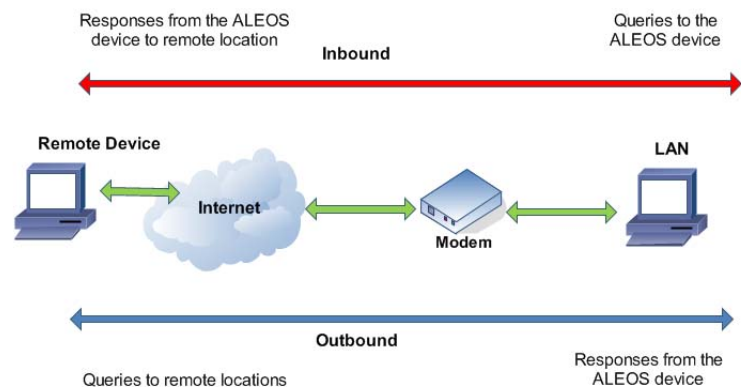 Responses from the ALEOS
device to remote location
Queries to the
ALEOS device
Inbound
Remote Device
LAN
Internet
Modem
Outbound
Queries to remote locations
Responses from the
ALEOS device